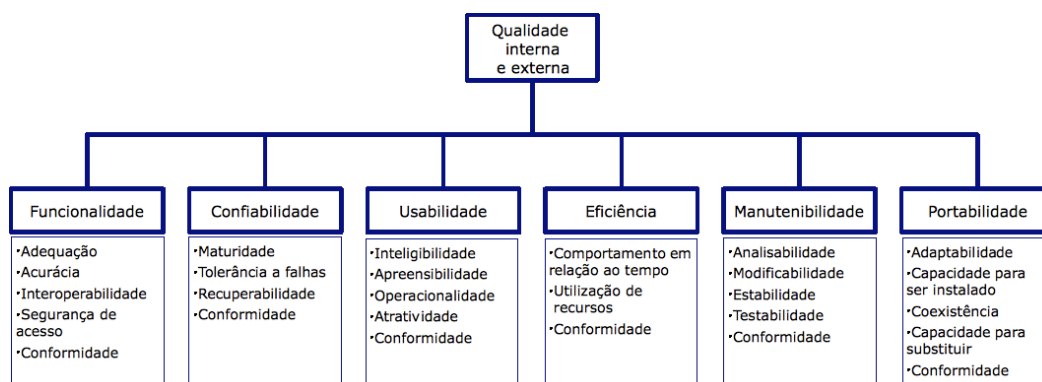 Qualidade
interna
e externa
Funcionalidade
•Adequação
•Acurácia
•Interoperabilidade
•Segurança de
acesso
•Conformidade
Confiabilidade
•Maturidade
•Tolerância a falhas
•Recuperabilidade
•Conformidade
Usabilidade
•Inteligibilidade
•Apreensibilidade
•Operacionalidade
•Atratividade
•Conformidade
Eficiência
•Comportamento em
relação ao tempo
•Utilização de
recursos
•Conformidade
Manutenibilidade
•Analisabilidade
•Modificabilidade
•Estabilidade
•Testabilidade
•Conformidade
Portabilidade
•Adaptabilidade
•Capacidade para
ser instalado
•Coexistência
•Capacidade para
substituir
•Conformidade